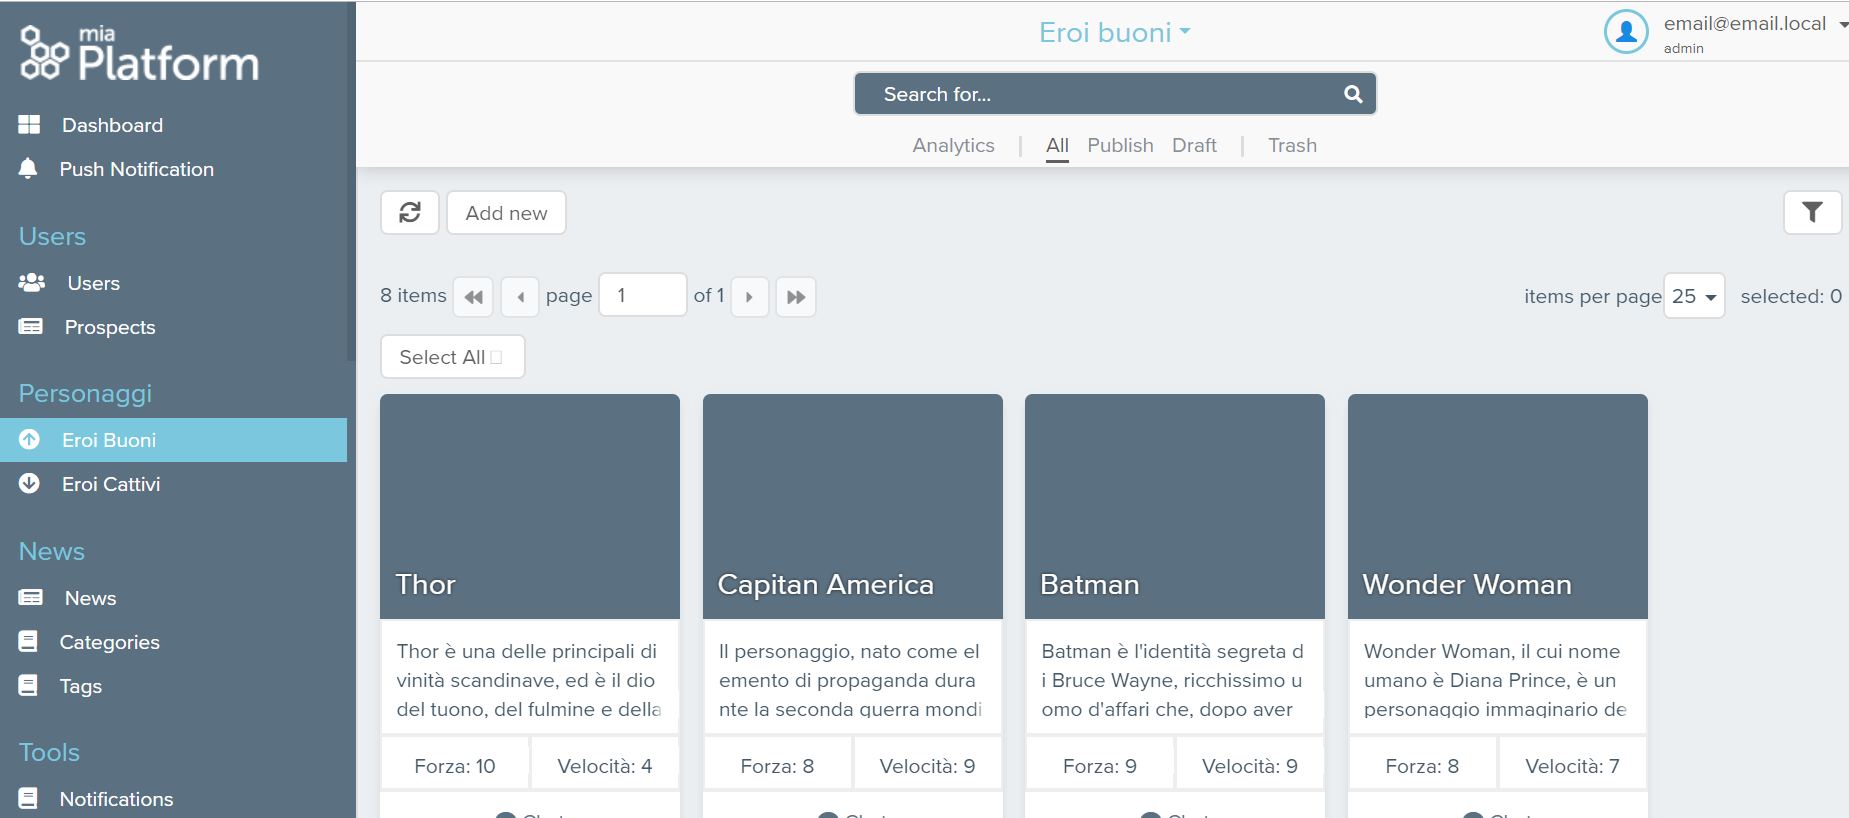 mia
Platform
Dashboard
Push Notification
Users
Users
Prospects
Personaggi
Eroi Buoni
Eroi Cattivi
News
News
Categories
Tags
Tools
Notifications
Eroi buoni
email@email.local
admin
Search for...
Analytics | All Publish Draft | Trash
Add new
8 items page 1 of 1 items per page 25 selected: 0
Select All
Thor
Thor è una delle principali di
vinità scandinave, ed è il dio
del tuono, del fulmine e della
Forza: 10 Velocità: 4
Capitan America
Il personaggio, nato come el
emento di propaganda dura
nte la seconda guerra mondi
Forza: 8 Velocità: 9
Batman
Batman è l'identità segreta d
i Bruce Wayne, ricchissimo u
omo d'affari che, dopo aver
Forza: 9 Velocità: 9
Wonder Woman
Wonder Woman, il cui nome
umano è Diana Prince, è un
personaggio immaginario de
Forza: 8 Velocità: 7